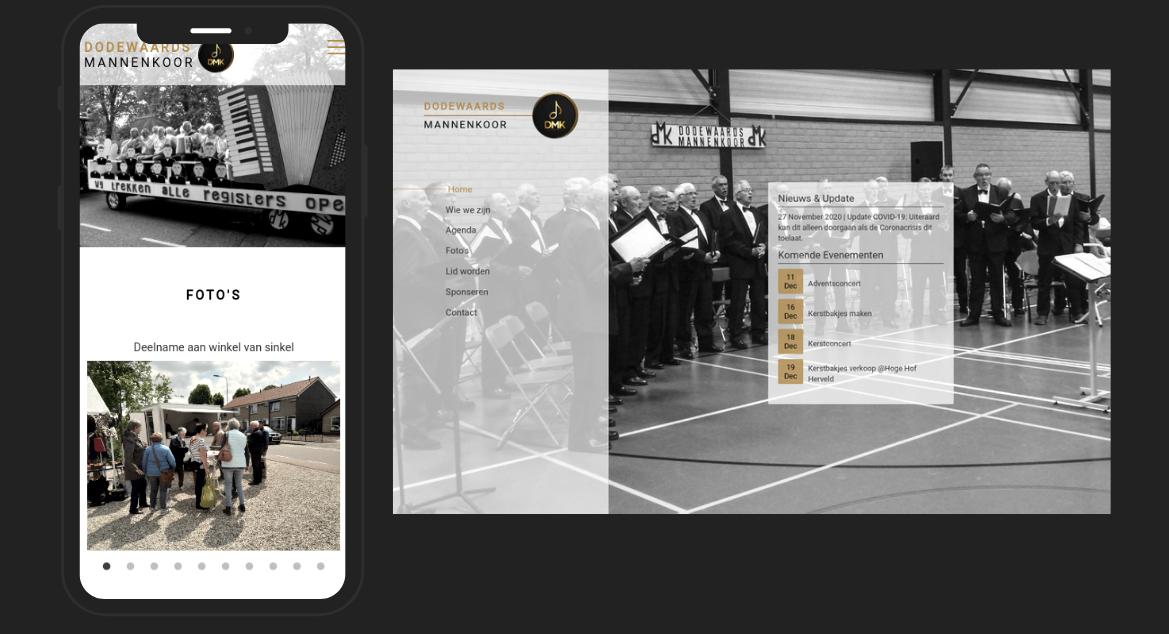 DODEWAARDS
MANNENKOOR
DMK
wy trekken alle registers ope
FOTO'S
Deelname aan winkel van sinkel
DODEWAARDS
MANNENKOOR
DMK
Home
Wie we zijn
Agenda
Foto's
Lid worden
Sponseren
Contact
DODEWAARDS
MANNENKOOR
Nieuws & Update
27 November 2020 | Update COVID-19: Uiteraard
kan dit alleen doorgaan als de Coronacrisis dit
toelaat.
Komende Evenementen
11
Dec
Adventsconcert
16
Dec
Kerstbakjes maken
18
Dec
Kerstconcert
19
Dec
Kerstbakjes verkoop @Hoge Hof
Herveld